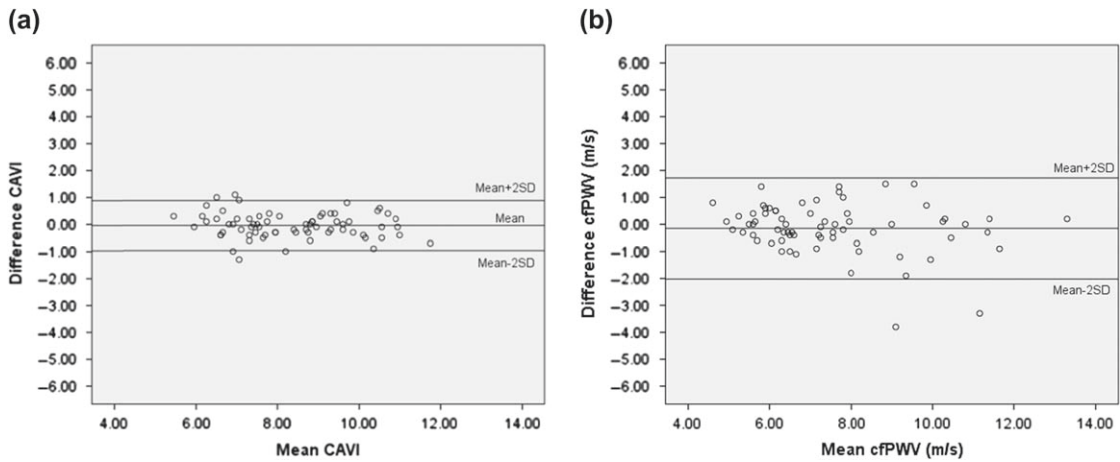 (a)
6.00
5.00
4.00
3.00
2.00
1.00
0.00
−1.00
−2.00
−3.00
−4.00
−5.00
−6.00
Difference CAVI
Mean+2SD
Mean
Mean-2SD
4.00 6.00 8.00 10.00 12.00 14.00
Mean CAVI
(b)
6.00
5.00
4.00
3.00
2.00
1.00
0.00
−1.00
−2.00
−3.00
−4.00
−5.00
−6.00
Difference cfPWV (m/s)
Mean+2SD
Mean-2SD
4.00 6.00 8.00 10.00 12.00 14.00
Mean cfPWV (m/s)